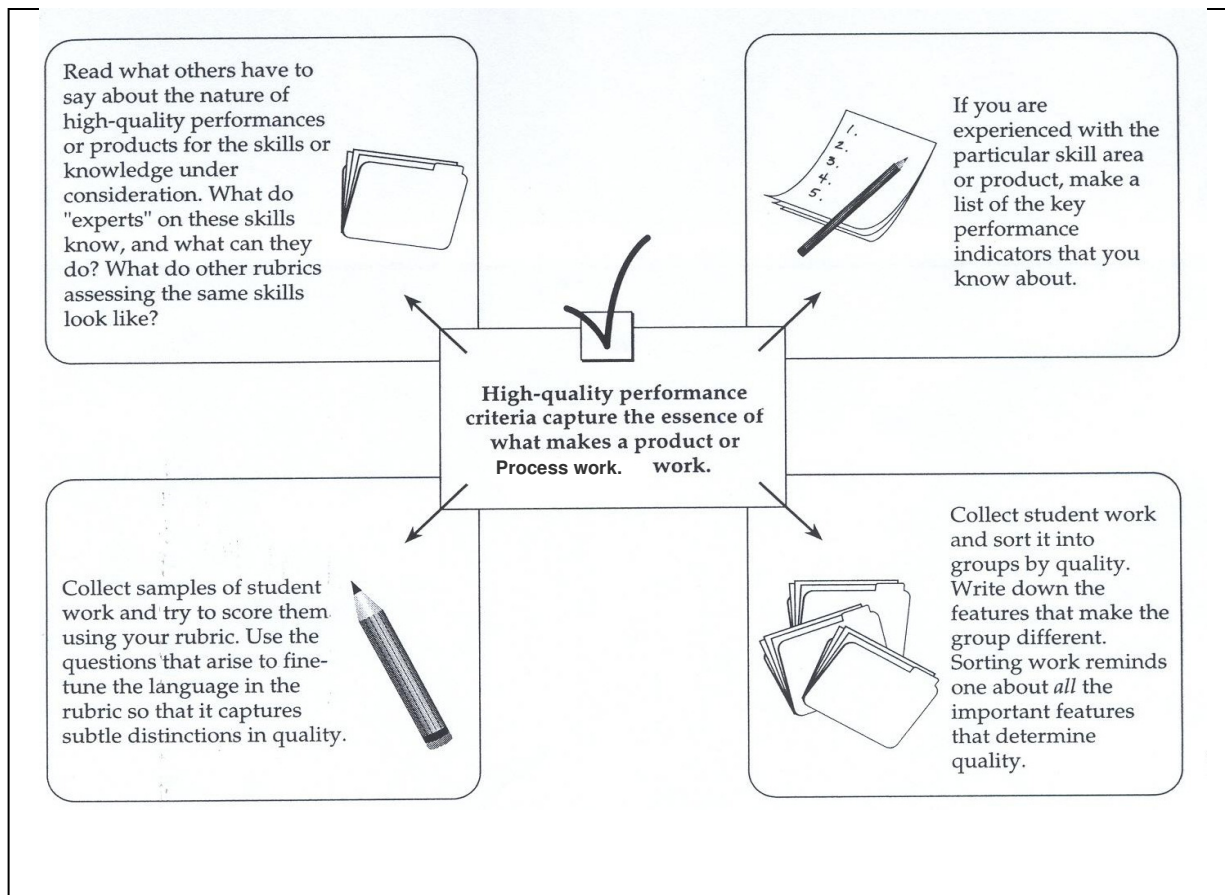 Read what others have to
say about the nature of
high-quality performances
or products for the skills or
knowledge under
consideration. What do
"experts" on these skills
know, and what can they
do? What do other rubrics
assessing the same skills
look like?
1.
2.
3.
4.
5.
If you are
experienced with the
particular skill area
or product, make a
list of the key
performance
indicators that you
know about.
High-quality performance
criteria capture the essence of
what makes a product or
Process work. work.
Collect samples of student
work and try to score them
using your rubric. Use the
questions that arise to fine-
tune the language in the
rubric so that it captures
subtle distinctions in quality.
Collect student work
and sort it into
groups by quality.
Write down the
features that make the
group different.
Sorting work reminds
one about all the
important features
that determine
quality.